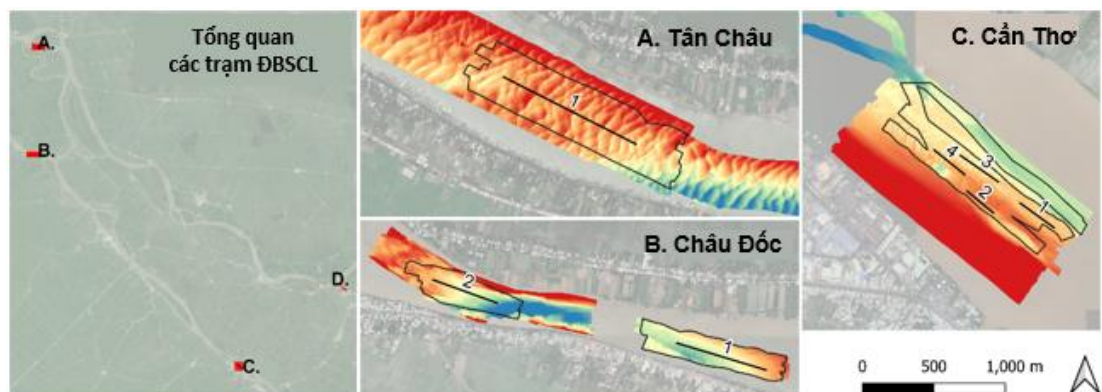 Tổng quan
các trạm ĐBSCL
A.
B.
C.
D.
A. Tân Châu
1
B. Châu Đốc
2
1
C. Cản Thơ
4
3
2
1
0 500 1,000 m